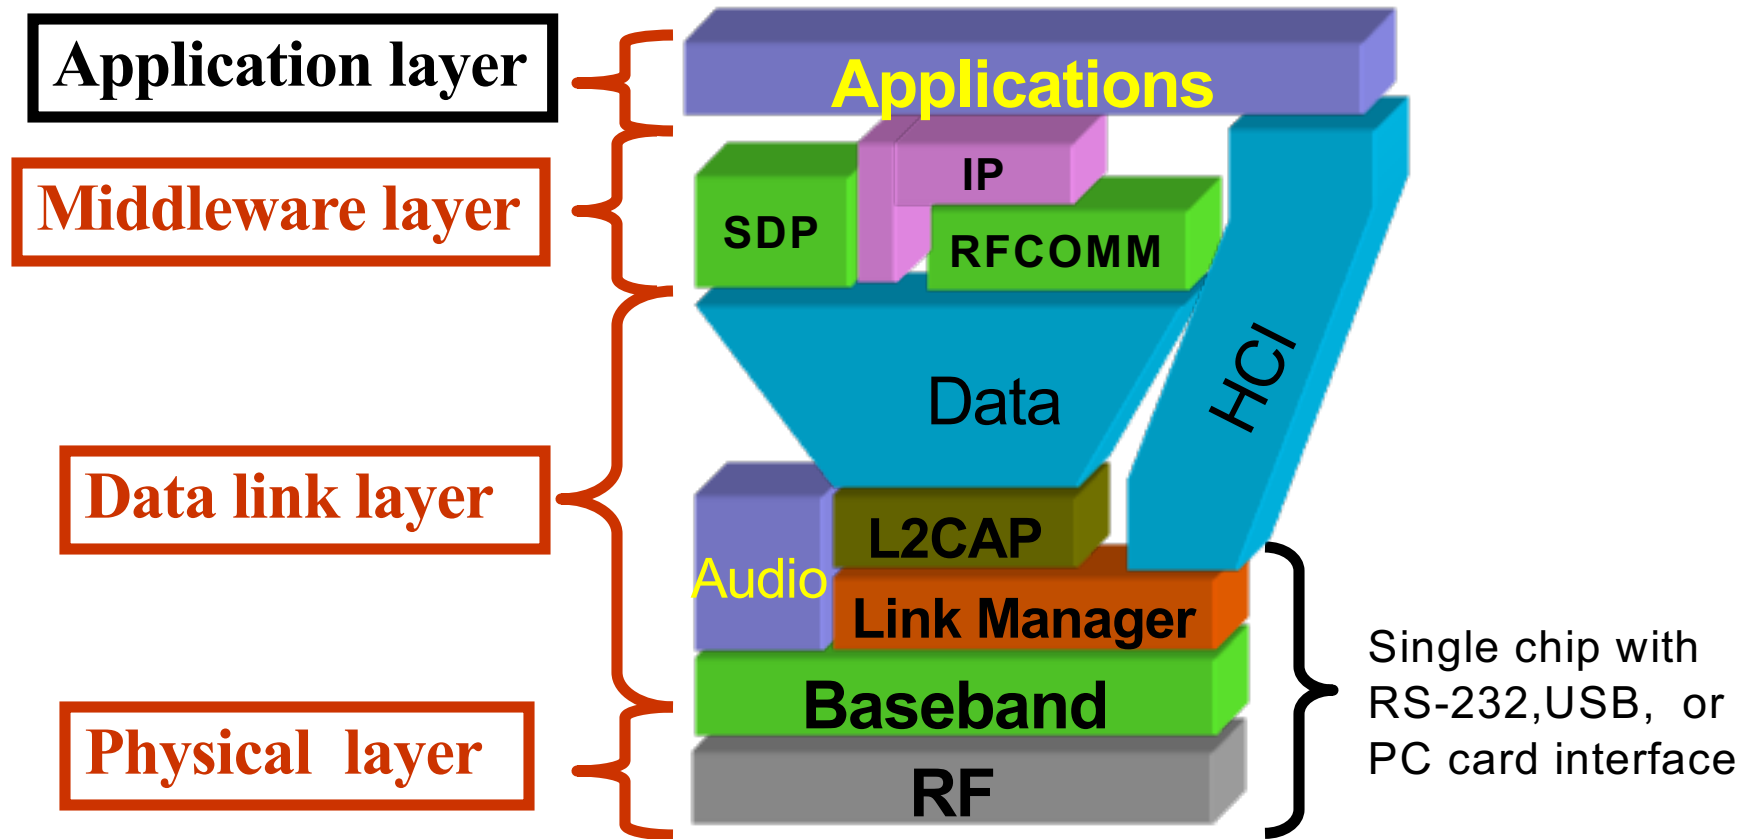 Application layer
Applications
Middleware layer
IP
SDP
RFCOMM
HCI
Data
Data link layer
L2CAP
Audio
Link Manager
Single chip with
RS-232,USB, or
PC card interface
Baseband
Physical layer
RF